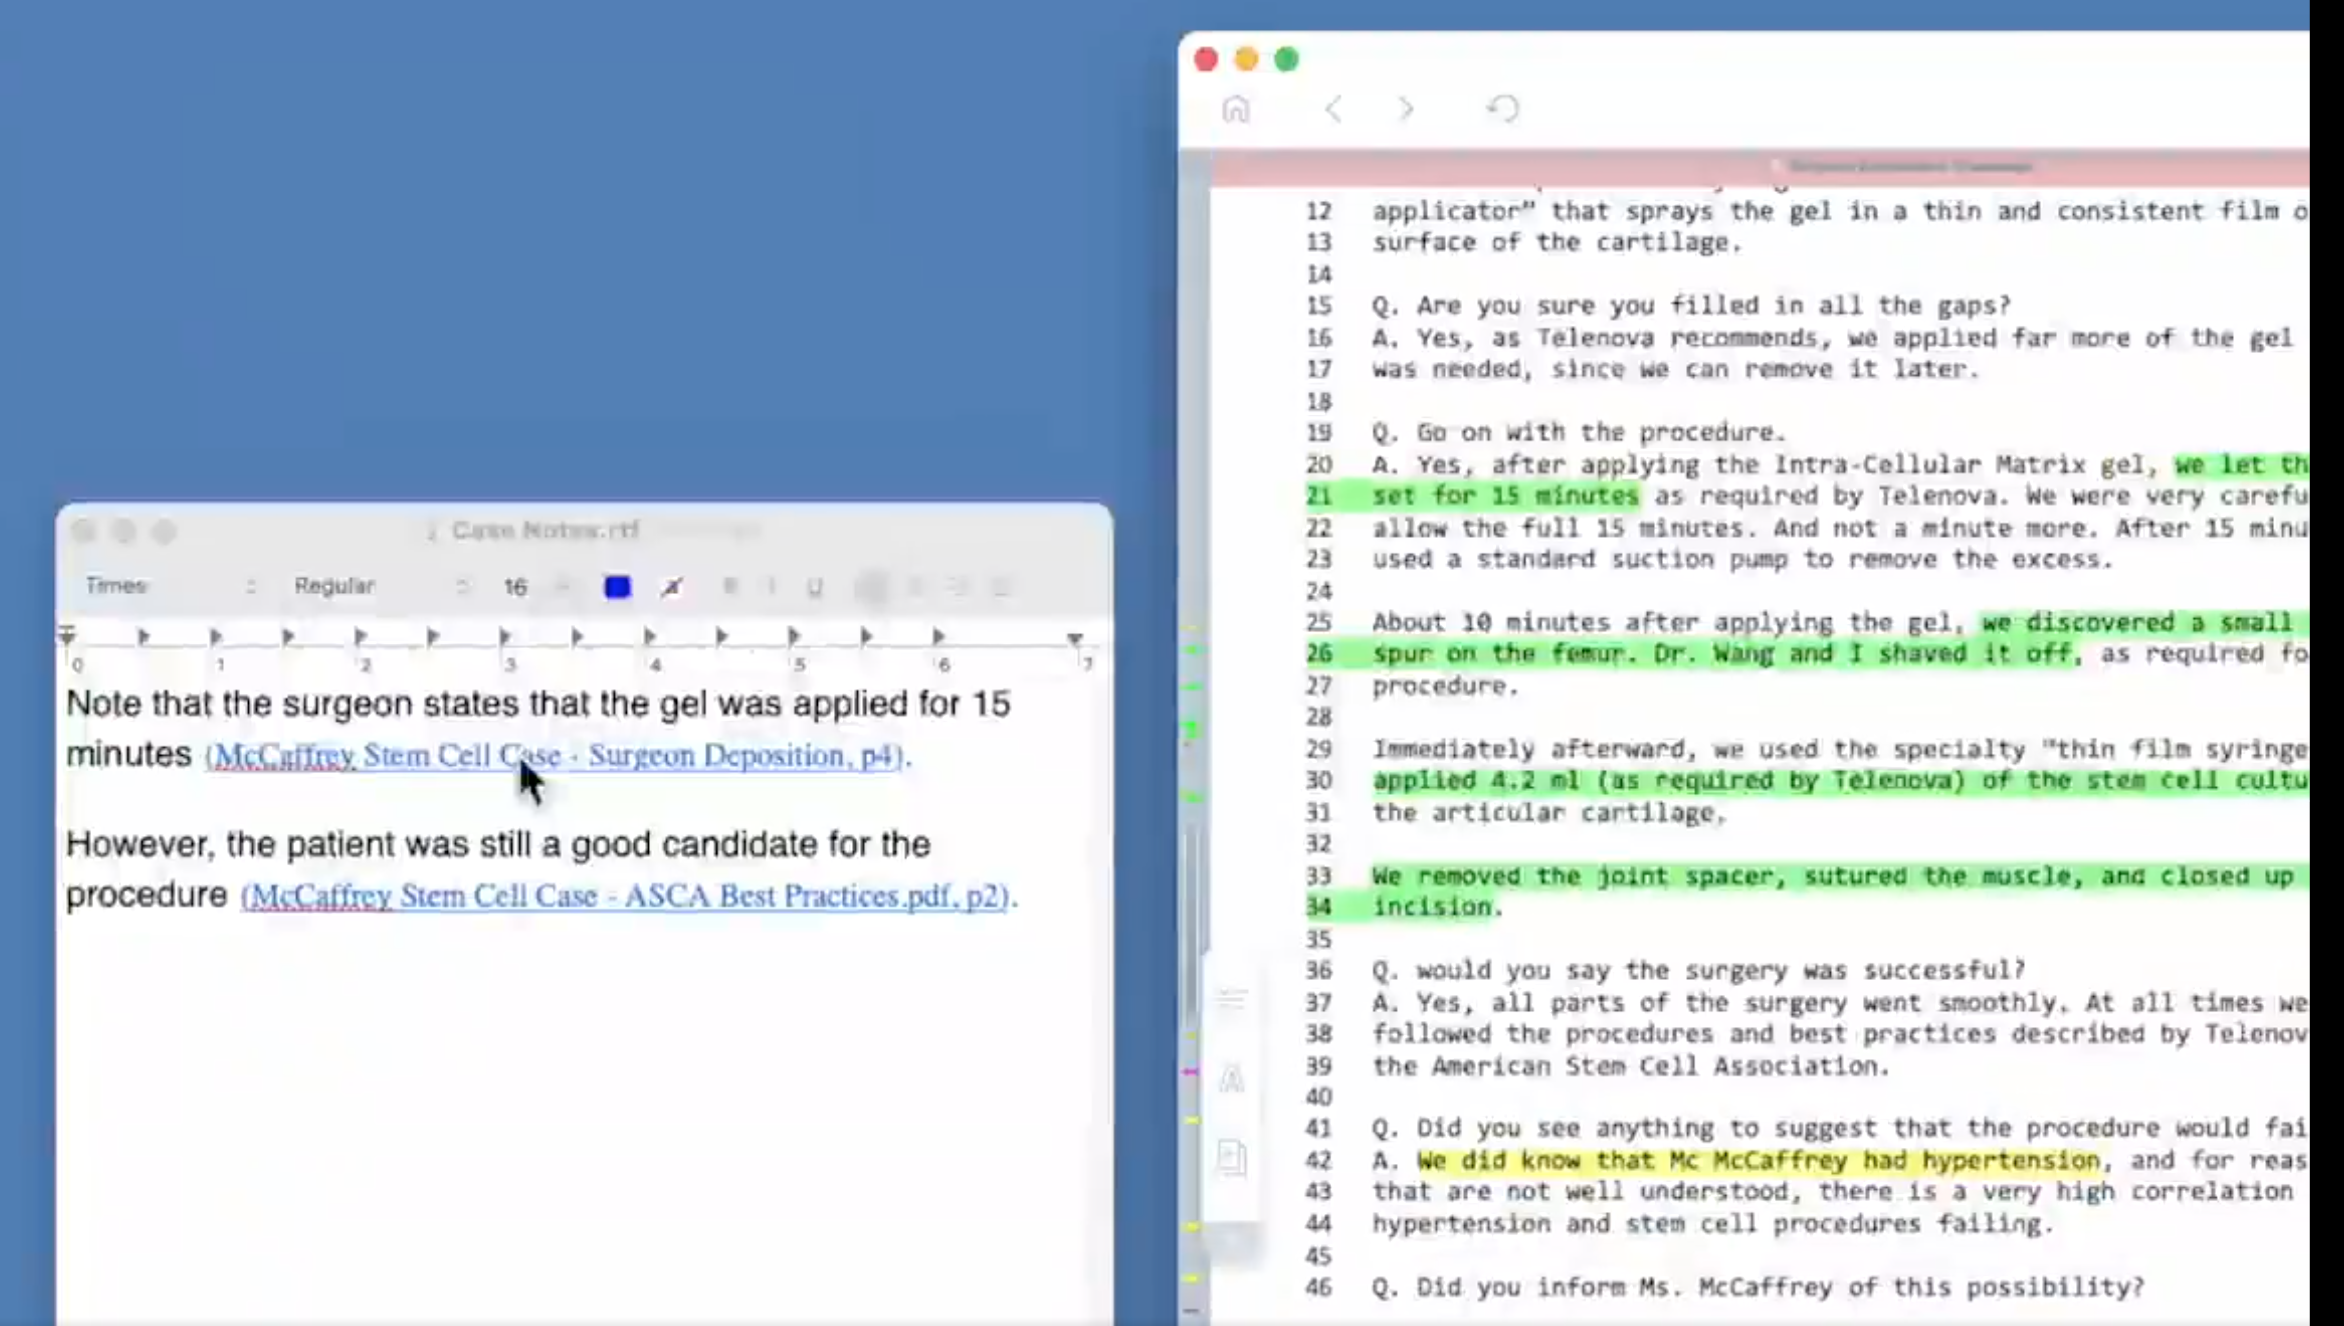 Case Notes.rtf
Times Regular 16 B I U
0 1 2 3 4 5 6 7
Note that the surgeon states that the gel was applied for 15
minutes (McCaffrey Stem Cell Case - Surgeon Deposition, p4).
However, the patient was still a good candidate for the
procedure (McCaffrey Stem Cell Case - ASCA Best Practices.pdf, p2).
12 applicator” that sprays the gel in a thin and consistent film o
13 surface of the cartilage.
14
15 Q. Are you sure you filled in all the gaps?
16 A. Yes, as Telenova recommends, we applied far more of the gel
17 was needed, since we can remove it later.
18
19 Q. Go on with the procedure.
20 A. Yes, after applying the Intra-Cellular Matrix gel, we let th
21 set for 15 minutes as required by Telenova. We were very carefu
22 allow the full 15 minutes. And not a minute more. After 15 minu
23 used a standard suction pump to remove the excess.
24
25 About 10 minutes after applying the gel, we discovered a small
26 spur on the femur. Dr. Wang and I shaved it off, as required fo
27 procedure.
28
29 Immediately afterward, we used the specialty "thin film syringe
30 applied 4.2 ml (as required by Telenova) of the stem cell cultu
31 the articular cartilage.
32
33 We removed the joint spacer, sutured the muscle, and closed up
34 incision.
35
36 Q. would you say the surgery was successful?
37 A. Yes, all parts of the surgery went smoothly. At all times we
38 followed the procedures and best practices described by Telenov
39 the American Stem Cell Association.
40
41 Q. Did you see anything to suggest that the procedure would fai
42 A. We did know that Mc McCaffrey had hypertension, and for reas
43 that are not well understood, there is a very high correlation
44 hypertension and stem cell procedures failing.
45
46 Q. Did you inform Ms. McCaffrey of this possibility?